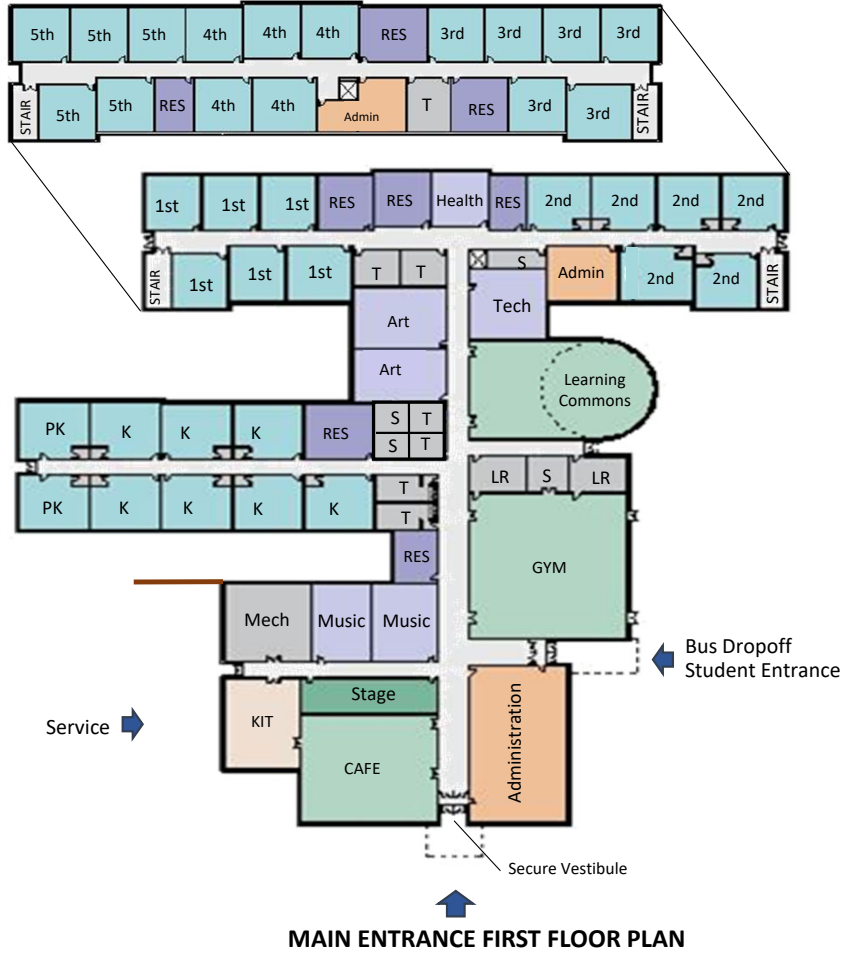 5th 5th 5th 4th 4th 4th RES 3rd 3rd 3rd 3rd
STAIR 5th 5th RES 4th 4th Admin T RES 3rd 3rd STAIR
1st 1st 1st RES RES Health RES 2nd 2nd 2nd 2nd
STAIR 1st 1st 1st T T S Admin 2nd 2nd STAIR
Art Tech
Art
Learning
Commons
PK K K K RES S T
S T
LR S LR
PK K K K K T
T
RES
GYM
Mech Music Music
Bus Dropoff
Student Entrance
Stage
Service
KIT
CAFE
Administration
Secure Vestibule
MAIN ENTRANCE FIRST FLOOR PLAN